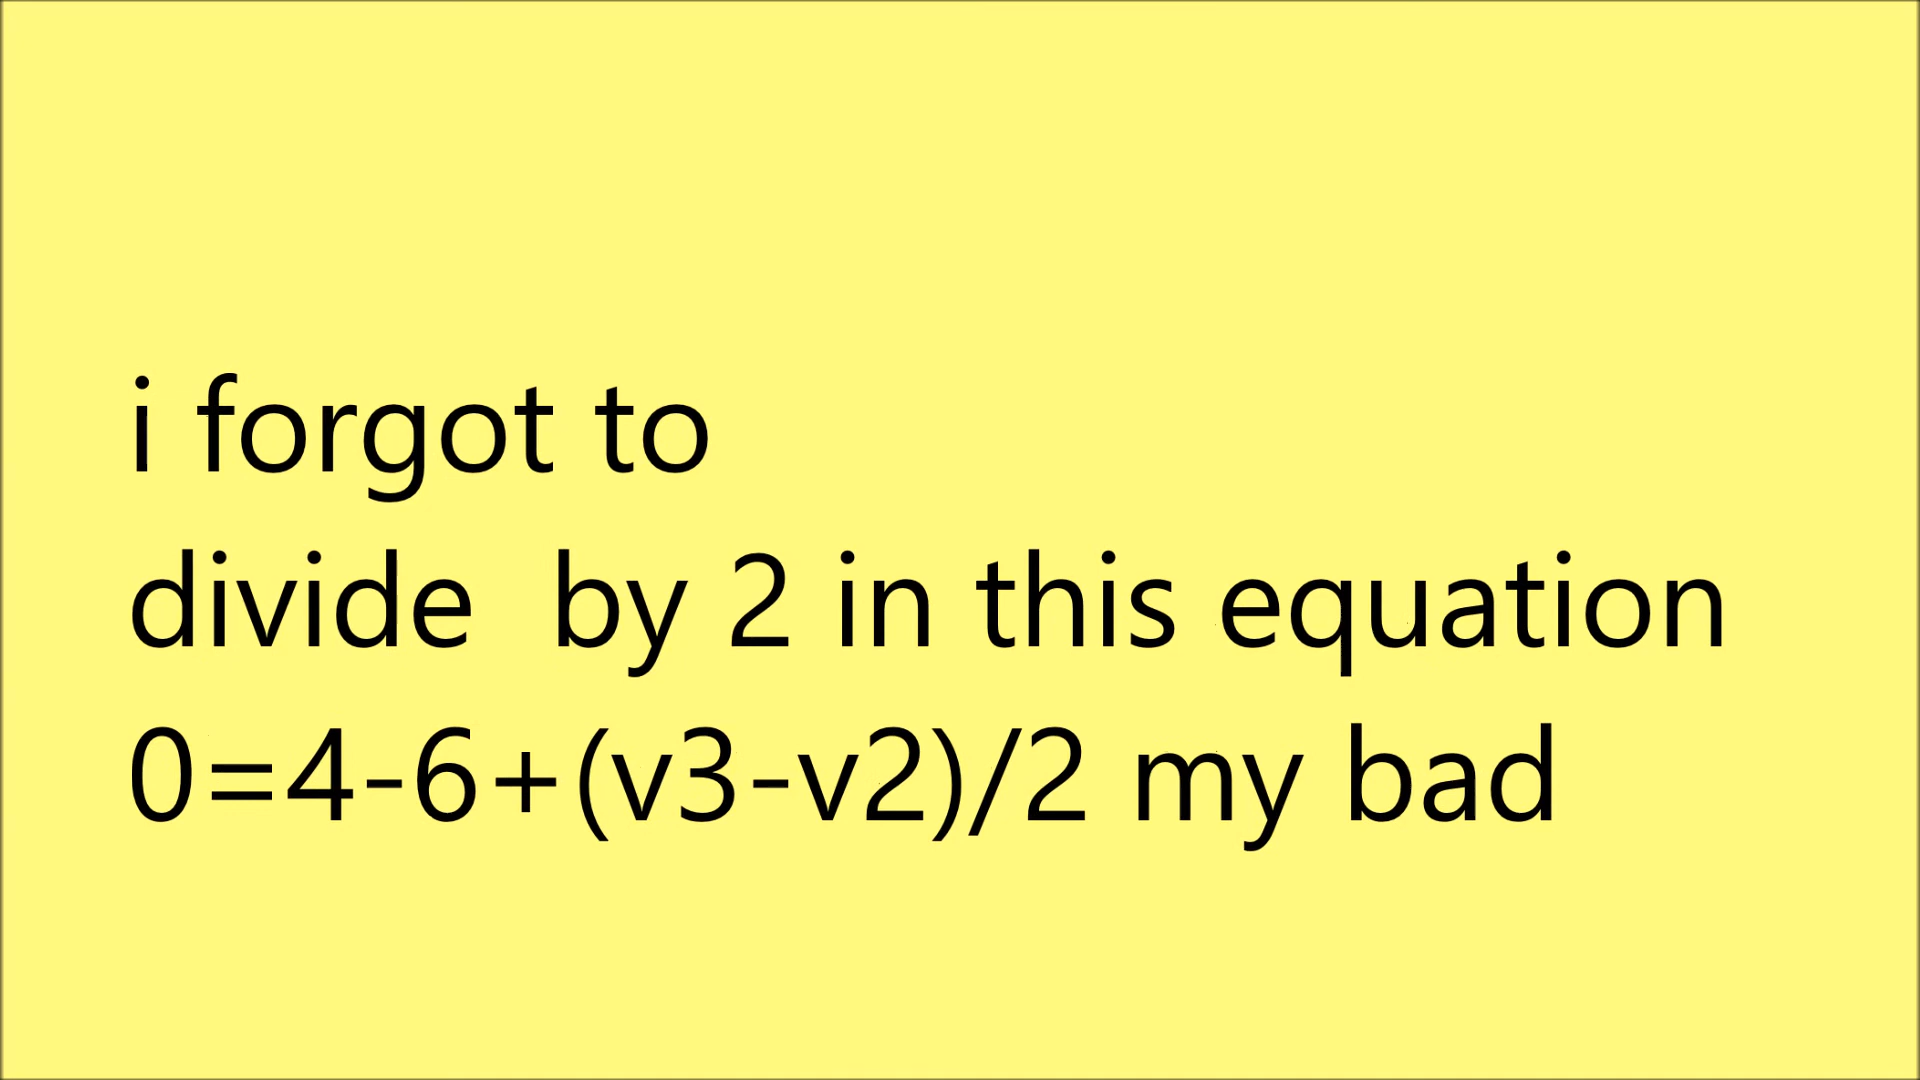 i forgot to
divide  by 2 in this equation
0=4-6+(v3-v2)/2 my bad